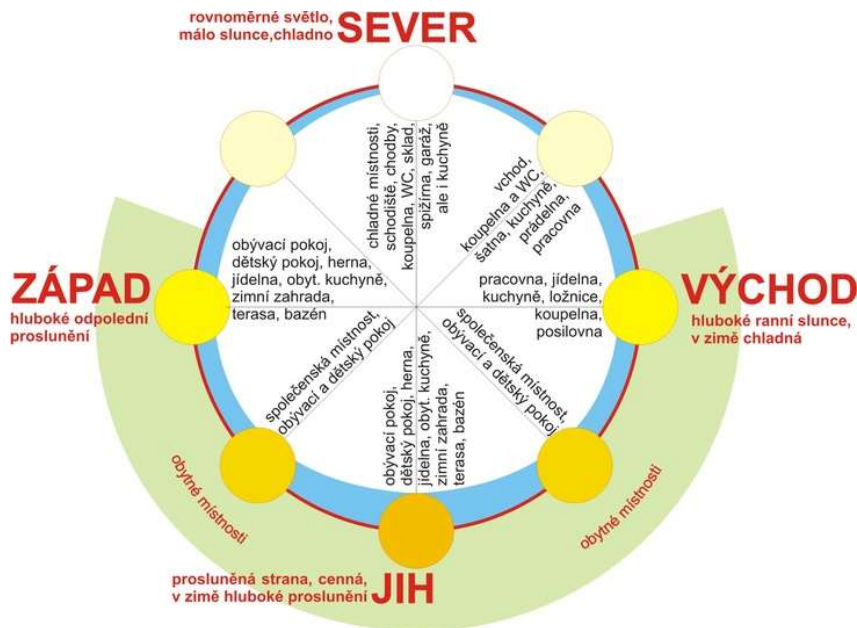 rovnoměrné světlo,
málo slunce,chladno
SEVER
chladné místnosti,
schodiště, chodby,
koupelna, WC, sklad,
spižírna, garáž,
ale i kuchyně
vchod,
koupelna a WC,
šatna, kuchyně,
prádelna,
pracovna
obývací pokoj,
dětský pokoj, herna,
jídelna, obyt. kuchyně,
zimní zahrada,
terasa, bazén
ZÁPAD
hluboké odpolední
proslunění
pracovna, jídelna,
kuchyně, ložnice,
koupelna,
posilovna
VÝCHOD
hluboké ranní slunce,
v zimě chladná
společenská místnost,
obývací a dětský pokoj
obývací pokoj,
dětský pokoj, herna,
jídelna, obyt. kuchyně,
zimní zahrada,
terasa, bazén
společenská místnost,
obývací a dětský pokoj
obytné místnosti
obytné místnosti
prosluněná strana, cenná,
v zimě hluboké proslunění
JIH